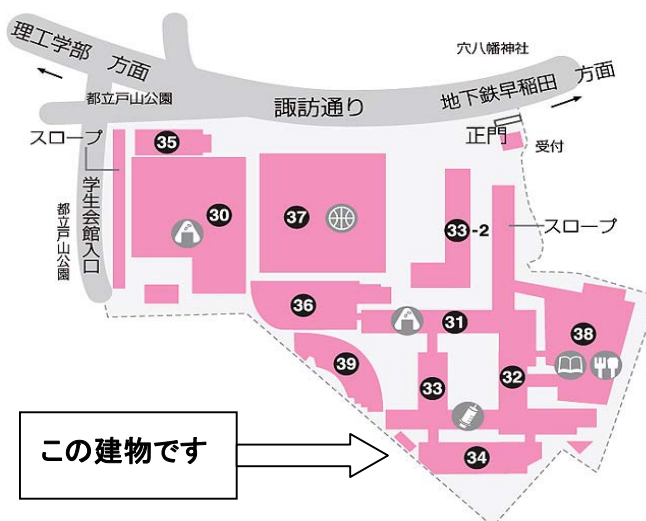 理工学部 方面
穴八幡神社
都立戸山公園
諏訪通り
地下鉄早稲田 方面
正門
受付
スロープ
35
学生会館入口
都立戸山公園
30
37
33-2
スロープ
36
31
38
39
33
32
34
この建物です